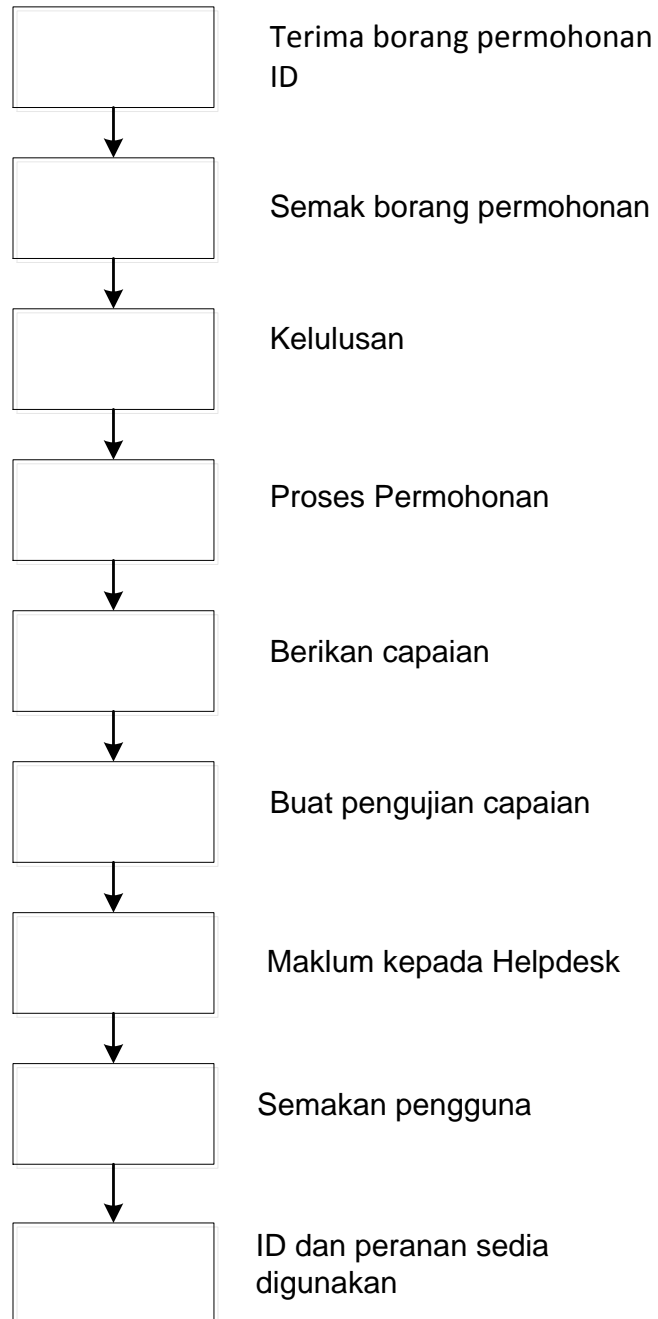 Terima borang permohonan
ID
Semak borang permohonan
Kelulusan
Proses Permohonan
Berikan capaian
Buat pengujian capaian
Maklum kepada Helpdesk
Semakan pengguna
ID dan peranan sedia
digunakan